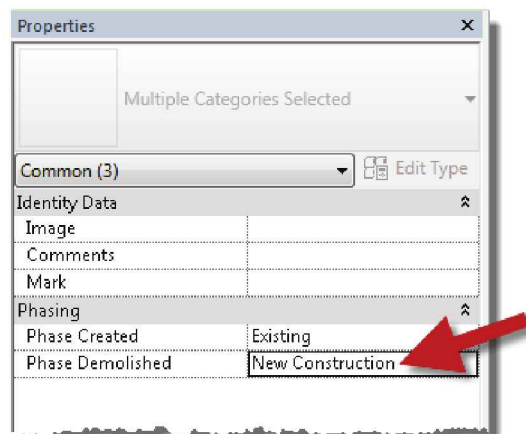 Properties
Multiple Categories Selected
Common (3)
Edit Type
Identity Data
Image
Comments
Mark
Phasing
Phase Created Existing
Phase Demolished New Construction